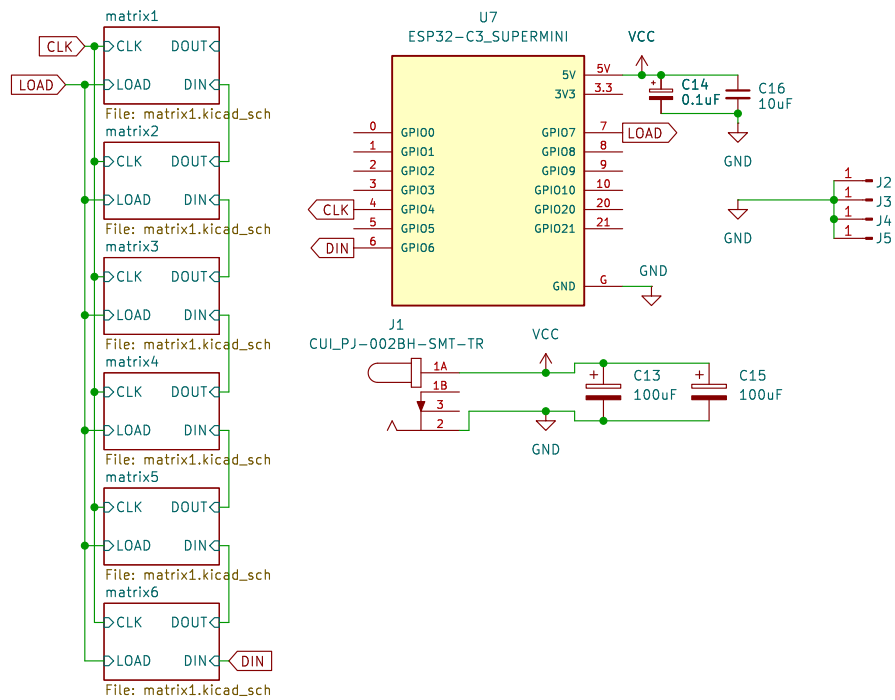 matrix1
CLK
CLK DOUT
LOAD
LOAD DIN
File: matrix1.kicad_sch
matrix2
CLK DOUT
LOAD DIN
File: matrix1.kicad_sch
matrix3
CLK DOUT
LOAD DIN
File: matrix1.kicad_sch
matrix4
CLK DOUT
LOAD DIN
File: matrix1.kicad_sch
matrix5
CLK DOUT
LOAD DIN
File: matrix1.kicad_sch
matrix6
CLK DOUT
LOAD DIN
DIN
File: matrix1.kicad_sch
U7
ESP32-C3_SUPERMINI
5V 5V
3V3 3.3
0 GPIO0
GPIO7 7
LOAD
1 GPIO1
GPIO8 8
2 GPIO2
GPIO9 9
3 GPIO3
GPIO10 10
CLK
4 GPIO4
GPIO20 20
5 GPIO5
GPIO21 21
DIN
6 GPIO6
GND G
GND
VCC
+
C14
0.1uF
C16
10uF
GND
GND
1 J2
1 J3
1 J4
1 J5
J1
CUI_PJ-002BH-SMT-TR
1A
1B
3
2
VCC
GND
+
C13
100uF
+
C15
100uF